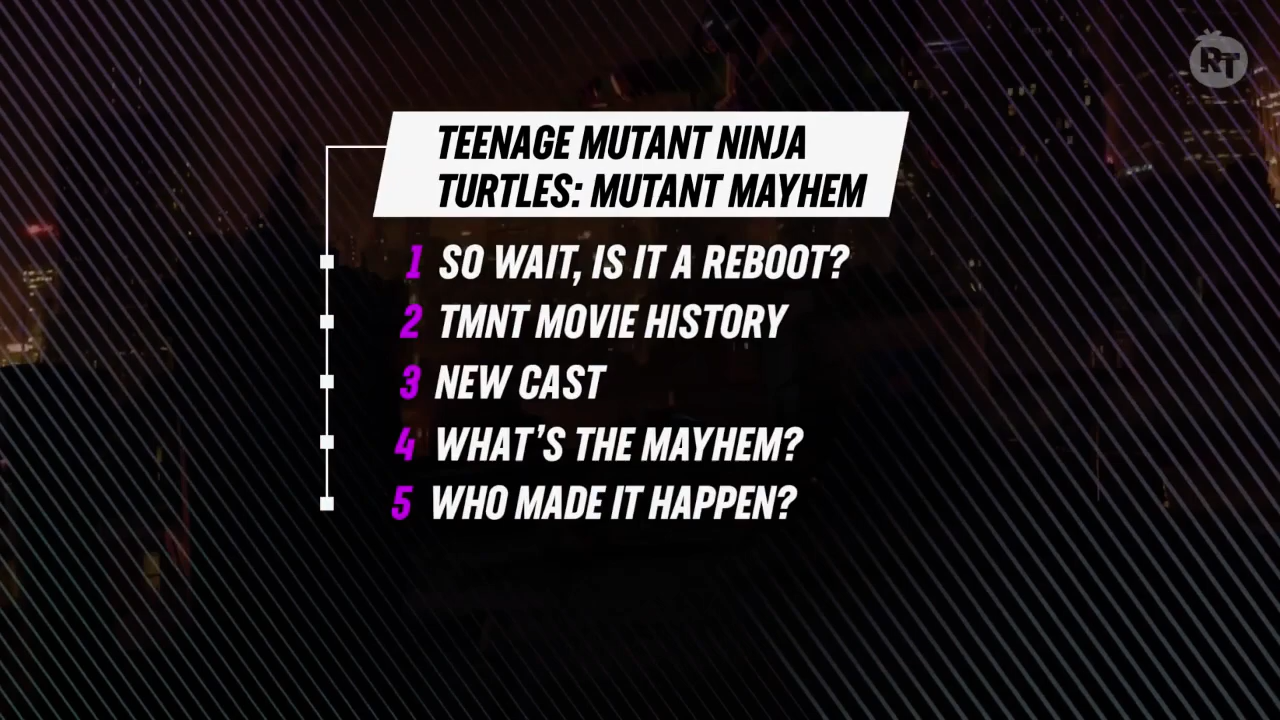 RT
TEENAGE MUTANT NINJA
TURTLES: MUTANT MAYHEM
1 SO WAIT, IS IT A REBOOT?
2 TMNT MOVIE HISTORY
3 NEW CAST
4 WHAT'S THE MAYHEM?
5 WHO MADE IT HAPPEN?